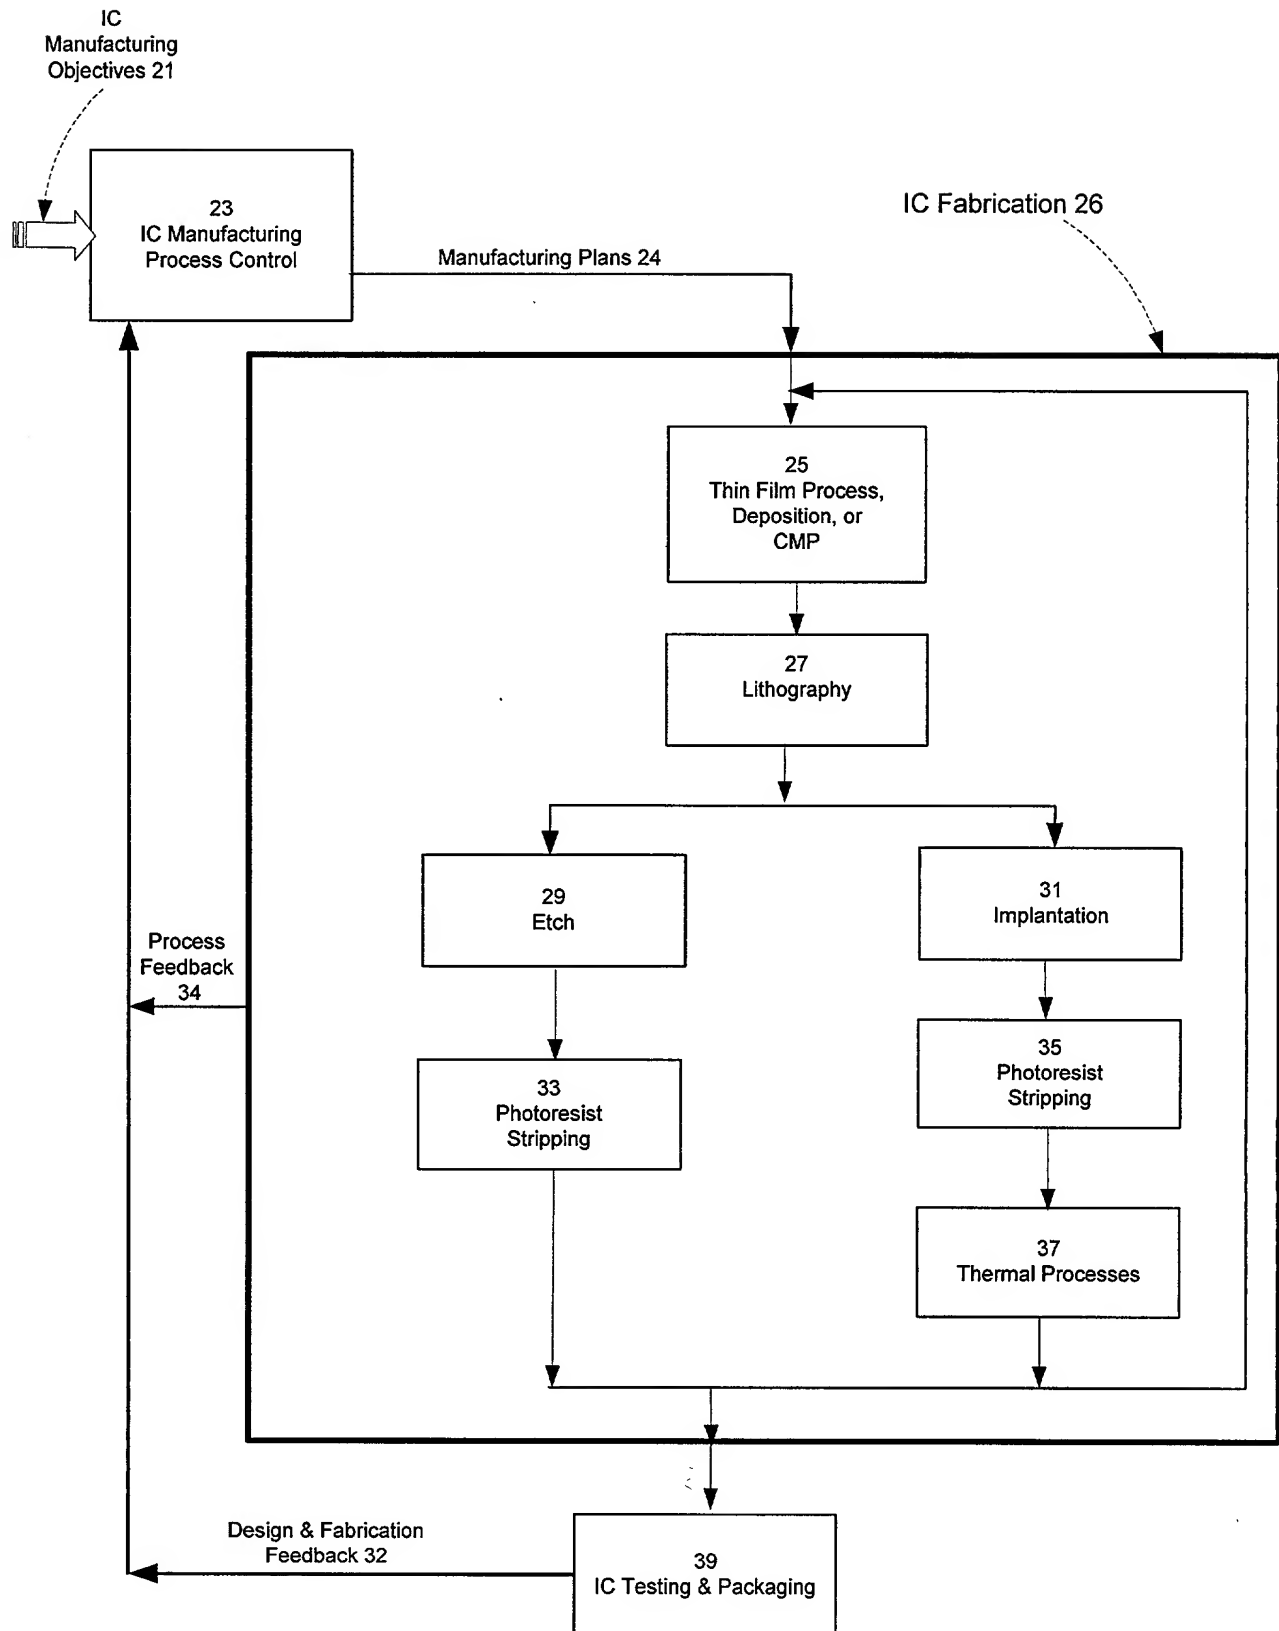 IC
Manufacturing
Objectives 21
23
IC Manufacturing
Process Control
IC Fabrication 26
Manufacturing Plans 24
25
Thin Film Process,
Deposition, or
CMP
27
Lithography
29
Etch
31
Implantation
Process
Feedback
34
33
Photoresist
Stripping
35
Photoresist
Stripping
37
Thermal Processes
Design & Fabrication
Feedback 32
39
IC Testing & Packaging